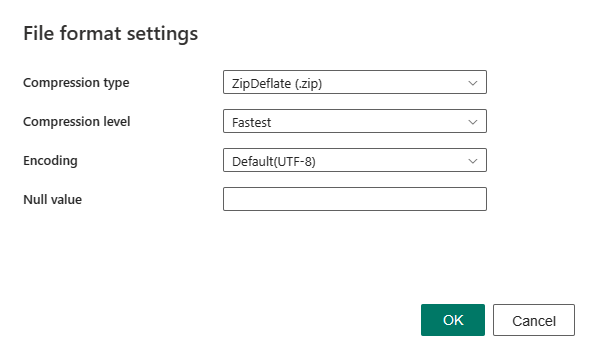 File format settings
Compression type ZipDeflate (.zip)
Compression level Fastest
Encoding Default(UTF-8)
Null value
OK Cancel